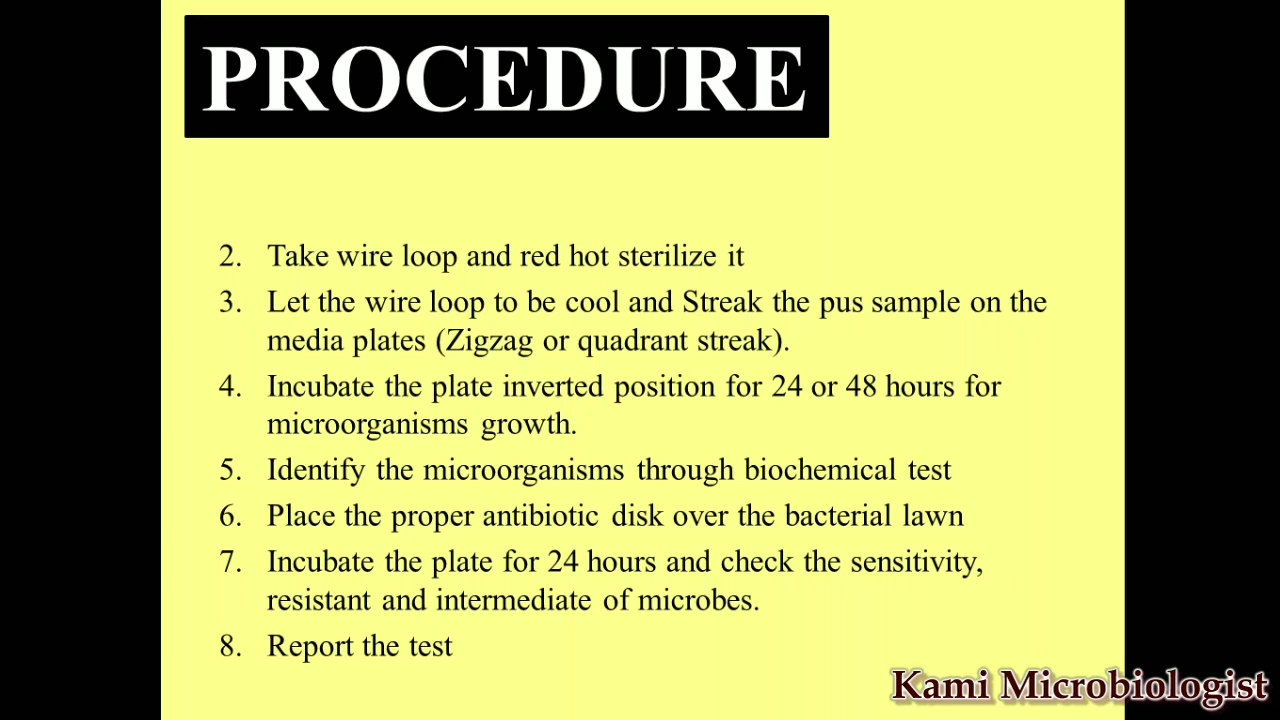 PROCEDURE
2. Take wire loop and red hot sterilize it
3. Let the wire loop to be cool and Streak the pus sample on the
media plates (Zigzag or quadrant streak).
4. Incubate the plate inverted position for 24 or 48 hours for
microorganisms growth.
5. Identify the microorganisms through biochemical test
6. Place the proper antibiotic disk over the bacterial lawn
7. Incubate the plate for 24 hours and check the sensitivity,
resistant and intermediate of microbes.
8. Report the test
Kami Microbiologist